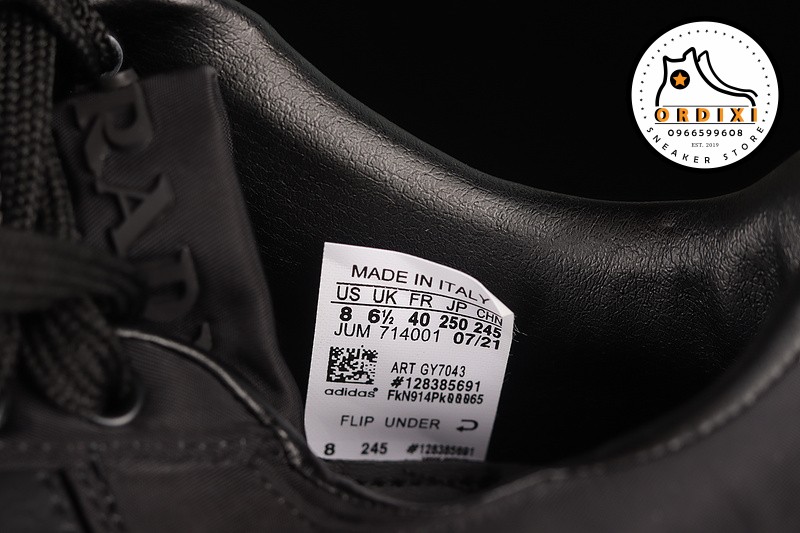 ORDIXI
0966599608
SNEAKER STORE
EST. 2019
RAD
MADE IN ITALY
US UK FR JP CHN
8 6½ 40 250 245
JUM 714001 07/21
ART GY7043
#128385691
adidas® FkN914Pk00065
FLIP UNDER
8 245 #128385691